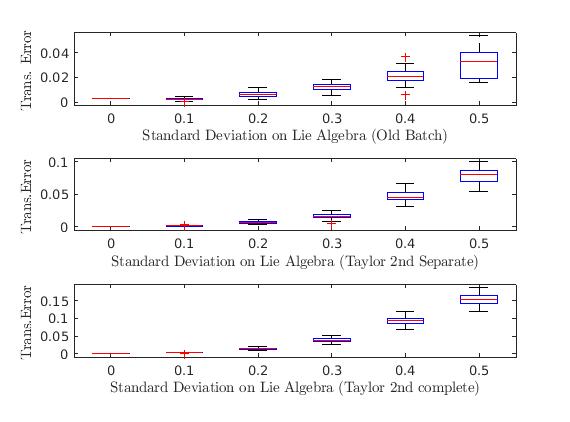 Trans. Error
0.04
0.02
0
0 0.1 0.2 0.3 0.4 0.5
Standard Deviation on Lie Algebra (Old Batch)
Trans.Error
0.1
0.05
0
0 0.1 0.2 0.3 0.4 0.5
Standard Deviation on Lie Algebra (Taylor 2nd Separate)
Trans.Error
0.15
0.1
0.05
0
0 0.1 0.2 0.3 0.4 0.5
Standard Deviation on Lie Algebra (Taylor 2nd complete)